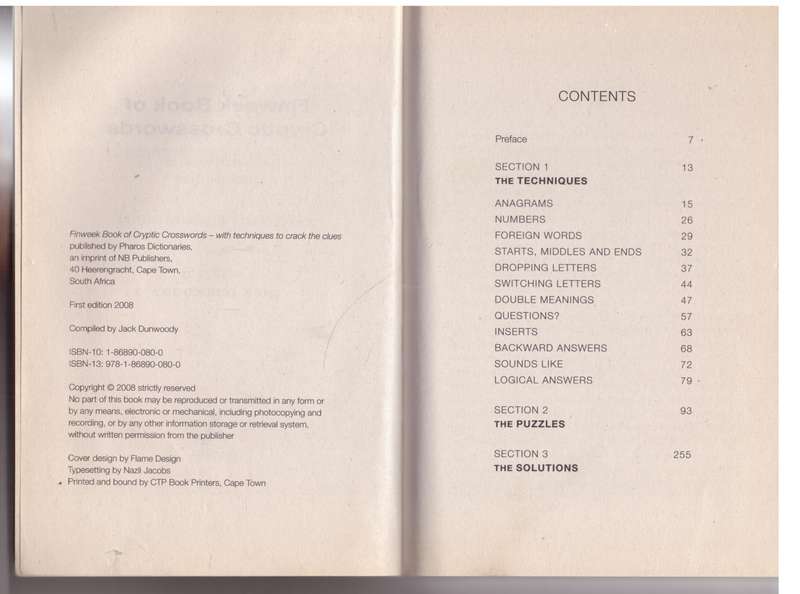 Finweek Book of Cryptic Crosswords – with techniques to crack the clues
published by Pharos Dictionaries,
an imprint of NB Publishers,
40 Heerengracht, Cape Town,
South Africa
First edition 2008
Compiled by Jack Dunwoody
ISBN-10: 1-86890-080-0
ISBN-13: 978-1-86890-080-0
Copyright © 2008 strictly reserved
No part of this book may be reproduced or transmitted in any form or
by any means, electronic or mechanical, including photocopying and
recording, or by any other information storage or retrieval system,
without written permission from the publisher
Cover design by Flame Design
Typesetting by Nazli Jacobs
Printed and bound by CTP Book Printers, Cape Town
CONTENTS
Preface 7
SECTION 1 13
THE TECHNIQUES
ANAGRAMS 15
NUMBERS 26
FOREIGN WORDS 29
STARTS, MIDDLES AND ENDS 32
DROPPING LETTERS 37
SWITCHING LETTERS 44
DOUBLE MEANINGS 47
QUESTIONS? 57
INSERTS 63
BACKWARD ANSWERS 68
SOUNDS LIKE 72
LOGICAL ANSWERS 79
SECTION 2 93
THE PUZZLES
SECTION 3 255
THE SOLUTIONS